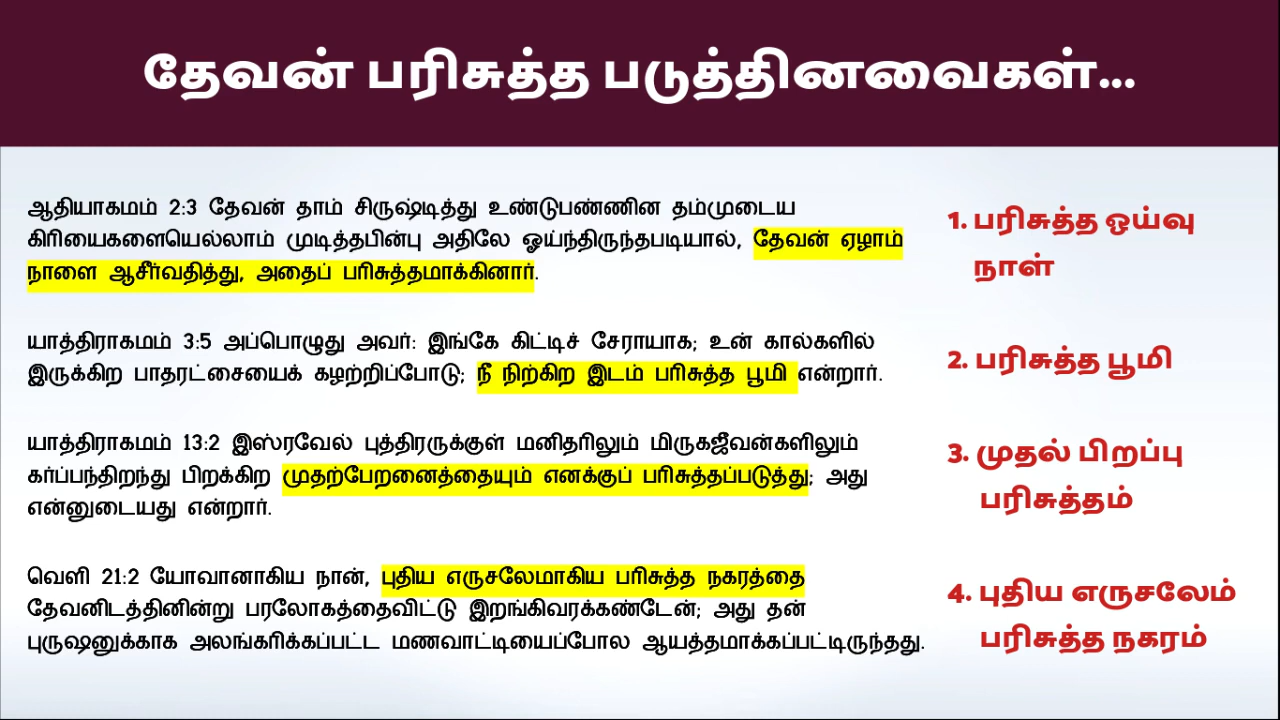 தேவன் பரிசுத்த படுத்தினவைகள்...
ஆதியாகமம் 2:3 தேவன் தாம் சிருஷ்டித்து உண்டுபண்ணின தம்முடைய
கிரியைகளையெல்லாம் முடித்தபின்பு அதிலே ஓய்ந்திருந்தபடியால், தேவன் ஏழாம்
நாளை ஆசீர்வதித்து, அதைப் பரிசுத்தமாக்கினார்.
1. பரிசுத்த ஒய்வு
நாள்
யாத்திராகமம் 3:5 அப்பொழுது அவர்: இங்கே கிட்டிச் சேராயாக; உன் கால்களில்
இருக்கிற பாதரட்சையைக் கழற்றிப்போடு; நீ நிற்கிற இடம் பரிசுத்த பூமி என்றார்.
2. பரிசுத்த பூமி
யாத்திராகமம் 13:2 இஸ்ரவேல் புத்திரருக்குள் மனிதரிலும் மிருகஜீவன்களிலும்
கர்ப்பந்திறந்து பிறக்கிற முதற்பேறனைத்தையும் எனக்குப் பரிசுத்தப்படுத்து; அது
என்னுடையது என்றார்.
3. முதல் பிறப்பு
பரிசுத்தம்
வெளி 21:2 யோவானாகிய நான், புதிய எருசலேமாகிய பரிசுத்த நகரத்தை
தேவனிடத்தினின்று பரலோகத்தைவிட்டு இறங்கிவரக்கண்டேன்; அது தன்
புருஷனுக்காக அலங்கரிக்கப்பட்ட மணவாட்டியைப்போல ஆயத்தமாக்கப்பட்டிருந்தது.
4. புதிய எருசலேம்
பரிசுத்த நகரம்